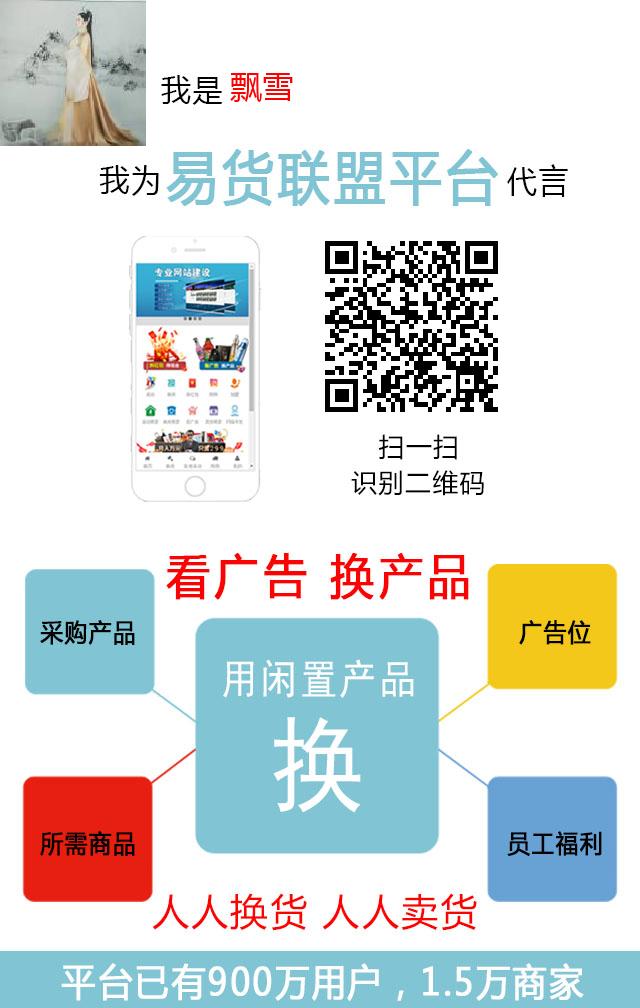 我是 飘雪
我为 易货联盟平台 代言
专业网站建设
扫一扫
识别二维码
看广告 换产品
采购产品
广告位
用闲置产品
换
所需商品
员工福利
人人换货 人人卖货
平台已有900万用户，1.5万商家